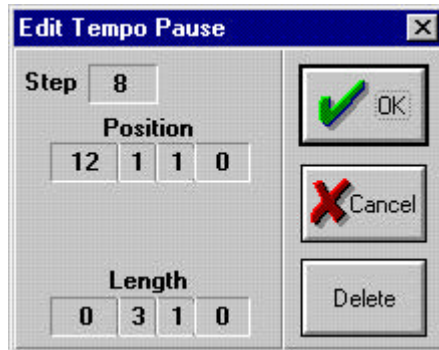 Edit Tempo Pause
Step 8
Position
12 1 1 0
Length
0 3 1 0
OK
Cancel
Delete